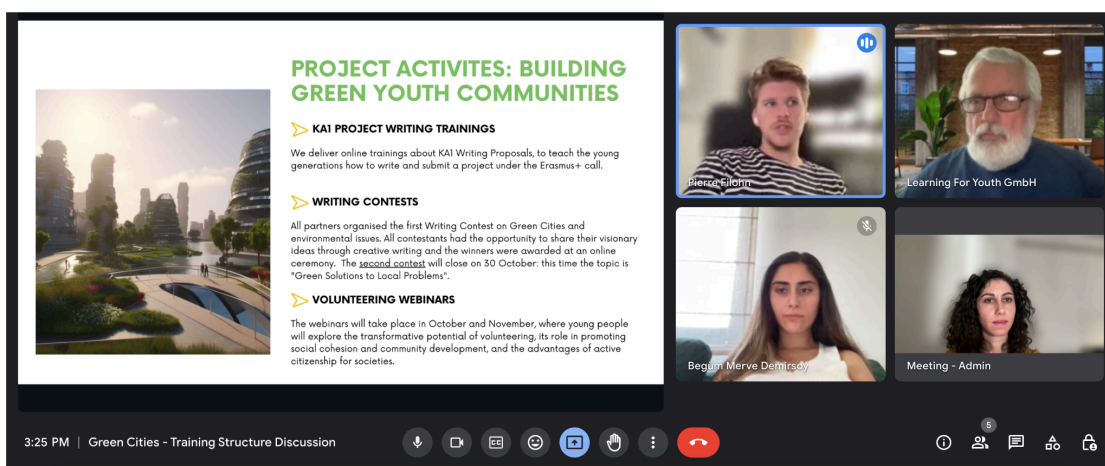 PROJECT ACTIVITES: BUILDING
GREEN YOUTH COMMUNITIES
KA1 PROJECT WRITING TRAININGS
We deliver online trainings about KA1 Writing Proposals, to teach the young
generations how to write and submit a project under the Erasmus+ call.
WRITING CONTESTS
All partners organised the first Writing Contest on Green Cities and
environmental issues. All contestants had the opportunity to share their visionary
ideas through creative writing and the winners were awarded at an online
ceremony. The second contest will close on 30 October: this time the topic is
"Green Solutions to Local Problems".
VOLUNTEERING WEBINARS
The webinars will take place in October and November, where young people
will explore the transformative potential of volunteering, its role in promoting
social cohesion and community development, and the advantages of active
citizenship for societies.
Pierre Filohn
Learning For Youth GmbH
Begüm Merve Demirsoy
Meeting - Admin
3:25 PM | Green Cities - Training Structure Discussion
CC
5